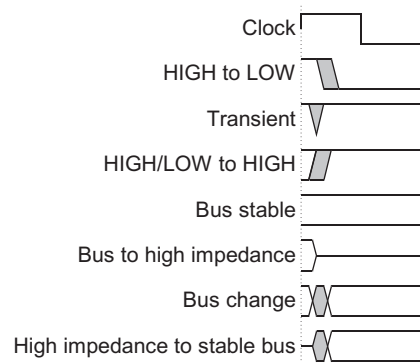 Clock
HIGH to LOW
Transient
HIGH/LOW to HIGH
Bus stable
Bus to high impedance
Bus change
High impedance to stable bus